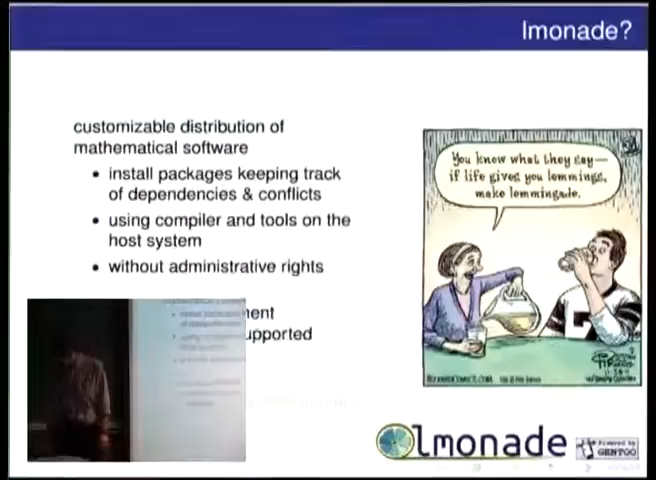 lmonade?
customizable distribution of
mathematical software
• install packages keeping track
of dependencies & conflicts
• using compiler and tools on the
host system
• without administrative rights
You know what they say—
if life gives you lemmings,
make lemmingade.
lmonade
Powered by
GENTOO